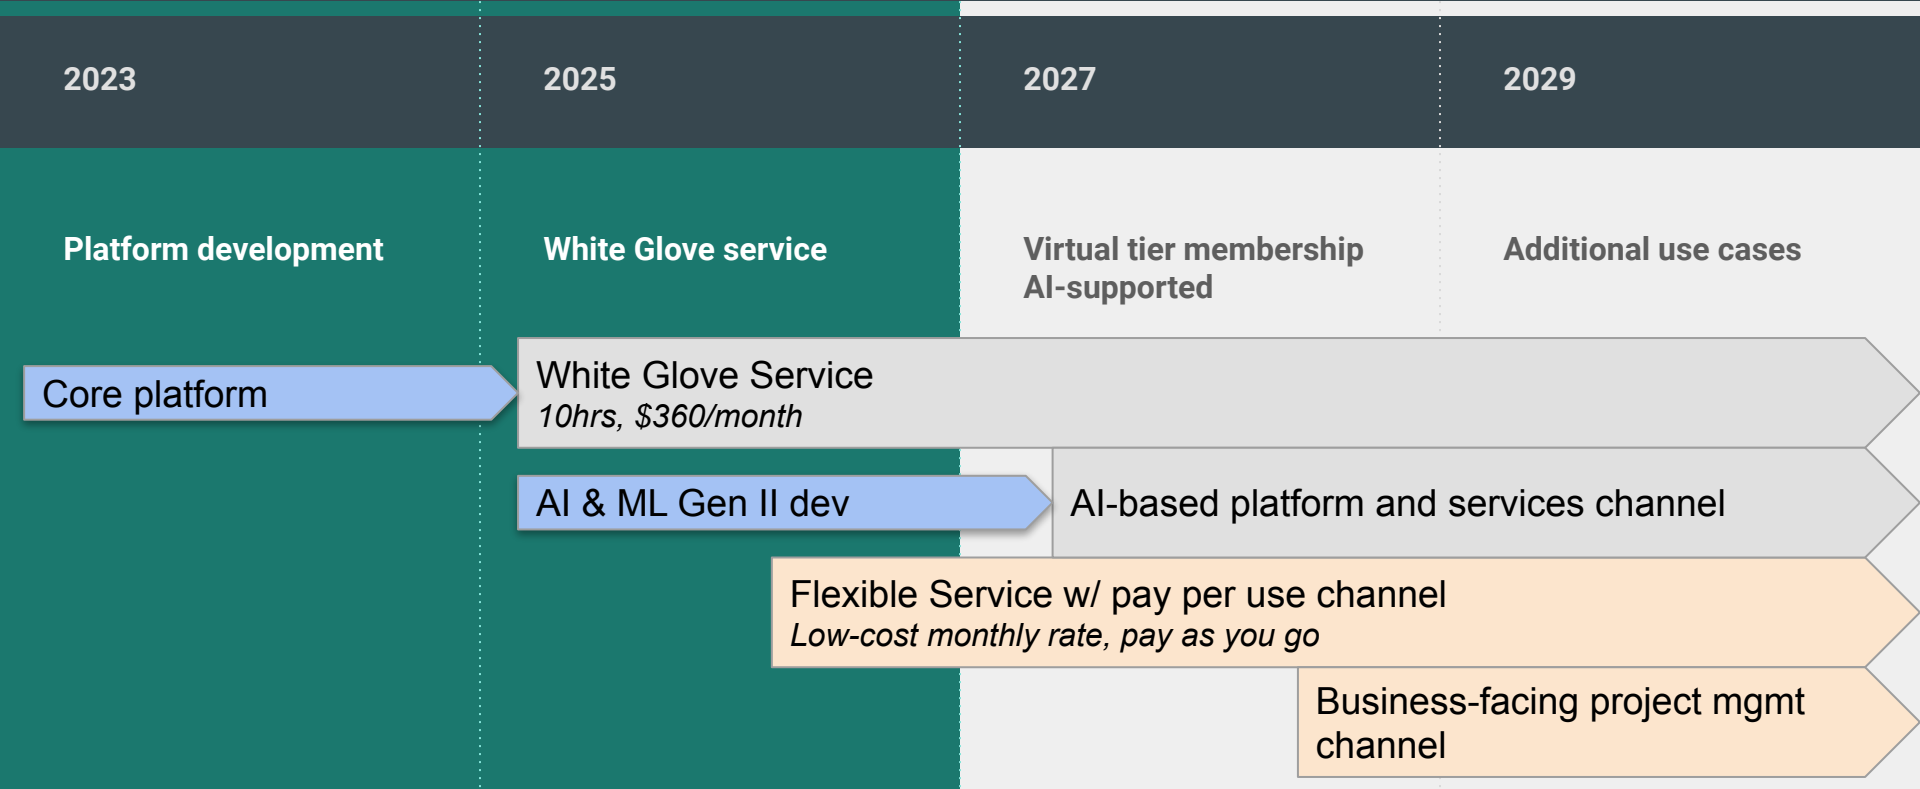 2023
2025
2027
2029
Platform development
White Glove service
Virtual tier membership
AI-supported
Additional use cases
Core platform
White Glove Service
10hrs, $360/month
AI & ML Gen II dev
AI-based platform and services channel
Flexible Service w/ pay per use channel
Low-cost monthly rate, pay as you go
Business-facing project mgmt
channel